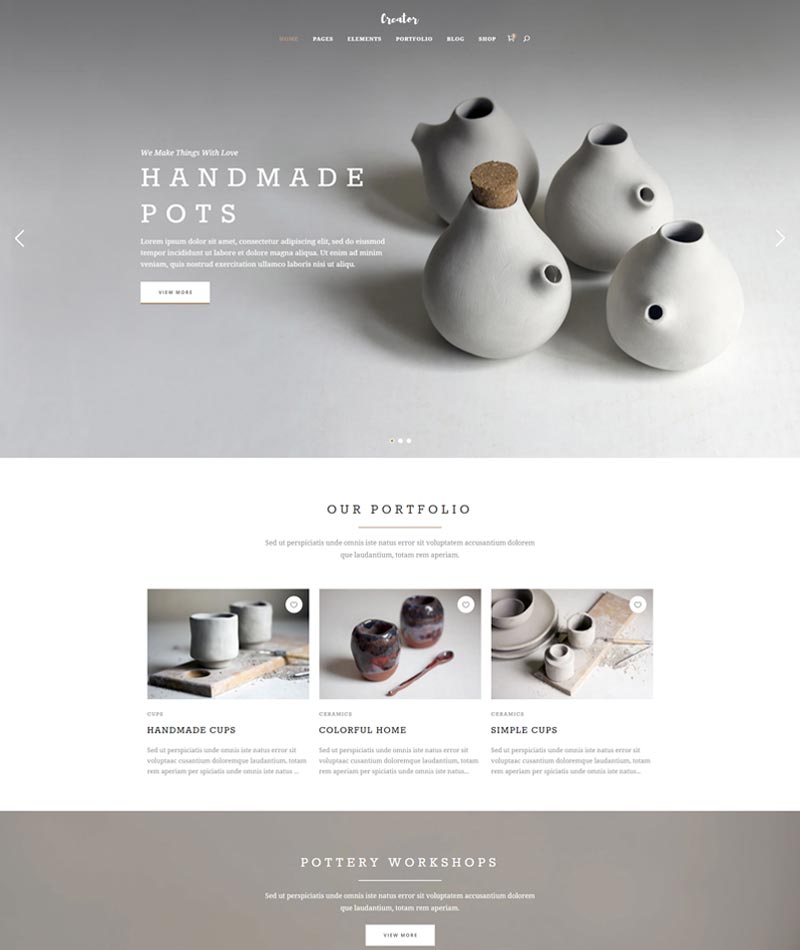 Creator
HOME PAGES ELEMENTS PORTFOLIO BLOG SHOP
We Make Things With Love
HANDMADE
POTS
Lorem ipsum dolor sit amet, consectetur adipiscing elit, sed do eiusmod
tempor incididunt ut labore et dolore magna aliqua. Ut enim ad minim
veniam, quis nostrud exercitation ullamco laboris nisi ut aliqu.
VIEW MORE
OUR PORTFOLIO
Sed ut perspiciatis unde omnis iste natus error sit voluptatem accusantium dolorem
que laudantium, totam rem aperiam.
CUPS
HANDMADE CUPS
Sed ut perspiciatis unde omnis iste natus error sit
voluptaac cusantium doloremque laudantium, totam
rem aperiam per spiciatis unde omnis iste natus ...
CERAMICS
COLORFUL HOME
Sed ut perspiciatis unde omnis iste natus error sit
voluptaac cusantium doloremque laudantium, totam
rem aperiam per spiciatis unde omnis iste natus...
CERAMICS
SIMPLE CUPS
Sed ut perspiciatis unde omnis iste natus error sit
voluptaac cusantium doloremque laudantium, totam
rem aperiam per spiciatis unde omnis iste natus...
POTTERY WORKSHOPS
Sed ut perspiciatis unde omnis iste natus error sit voluptatem accusantium dolorem
que laudantium, totam rem aperiam.
VIEW MORE